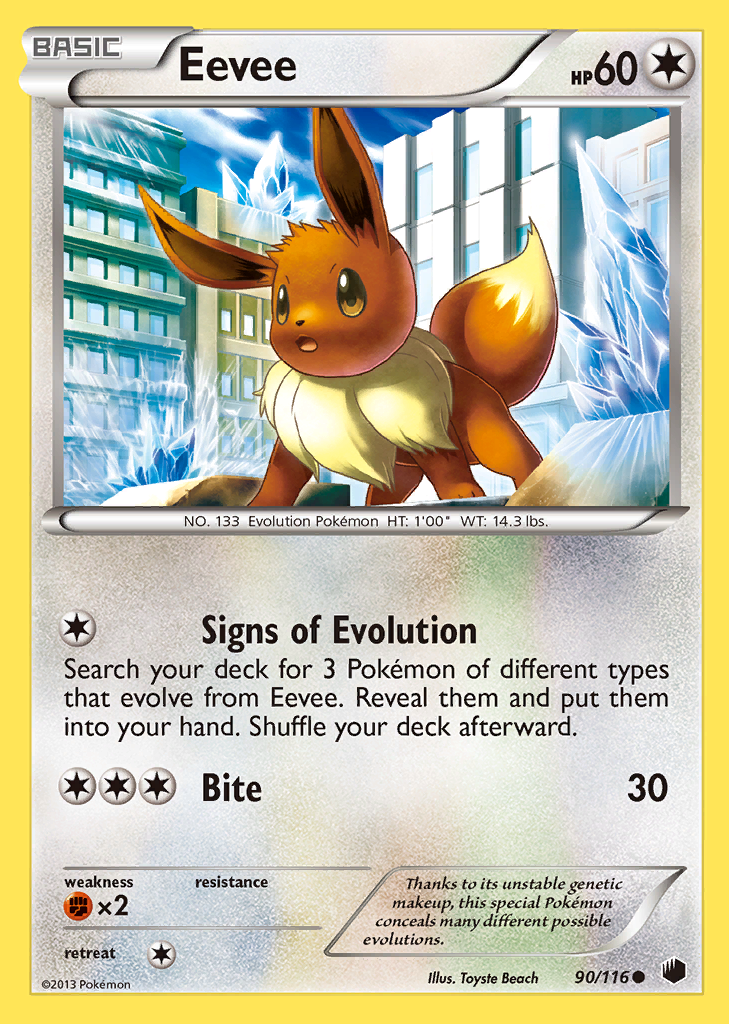 BASIC
Eevee
HP60
NO. 133 Evolution Pokémon HT: 1'00" WT: 14.3 lbs.
Signs of Evolution
Search your deck for 3 Pokémon of different types
that evolve from Eevee. Reveal them and put them
into your hand. Shuffle your deck afterward.
Bite 30
weakness resistance
×2
Thanks to its unstable genetic
makeup, this special Pokémon
conceals many different possible
evolutions.
retreat
©2013 Pokémon
Illus. Toyste Beach
90/116